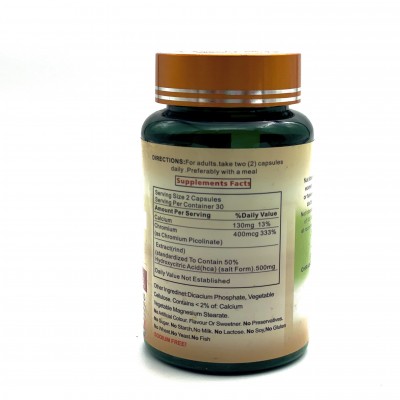 DIRECTIONS:For adults.take two (2) capsules
daily .Preferably with a meal
Supplements Facts
Serving Size 2 Capsules
Serving Per Container 30
Amount Per Serving %Daily Value
Calcium 130mg 13%
Chromium 400mcg 333%
(as Chromium Picolinate)
Extract(rind)
(standardized To Contain 50%
Hydroxycitric Acid(hca) (salt Form) 500mg
Daily Value Not Established
Other Ingredinet: Dicacium Phosphate, Vegetable
Cellulose. Contains < 2% of: Calcium
Vegetable Magnesium Stearate.
No Artificial Colour. Flavour Or Sweetner. No Preservatives.
No Sugar. No Starch.No Milk. No Lactose. No Soy,No Gluten
No Wheat.No Yeast.No Fish
SODIUM FREE!